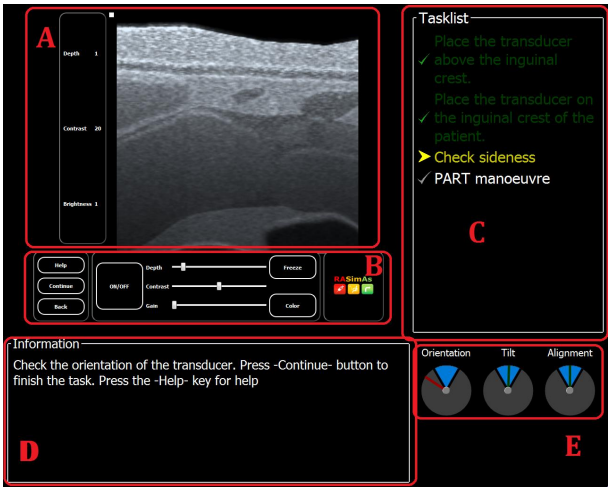 A
Depth 1
Contrast 20
Brightness 1
Help
Continue
Back
ON/OFF
Depth
Contrast
Gain
Freeze
Color
B
RASimAs
Tasklist
Place the transducer
above the inguinal
crest.
Place the transducer on
the inguinal crest of the
patient.
Check sideness
PART manoeuvre
C
Information
Check the orientation of the transducer. Press -Continue- button to
finish the task. Press the -Help- key for help
D
Orientation Tilt Alignment
E